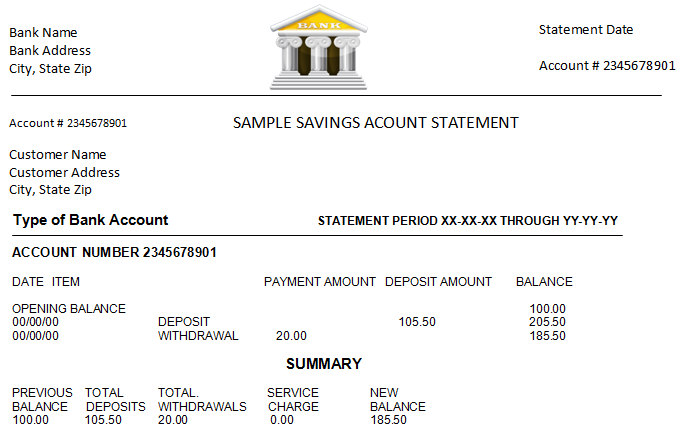 Bank Name
Bank Address
City, State Zip
BANK
Statement Date
Account # 2345678901
Account # 2345678901
SAMPLE SAVINGS ACOUNT STATEMENT
Customer Name
Customer Address
City, State Zip
Type of Bank Account STATEMENT PERIOD XX-XX-XX THROUGH YY-YY-YY
ACCOUNT NUMBER 2345678901
DATE ITEM PAYMENT AMOUNT DEPOSIT AMOUNT BALANCE
OPENING BALANCE 100.00
00/00/00 DEPOSIT 105.50 205.50
00/00/00 WITHDRAWAL 20.00 185.50
SUMMARY
PREVIOUS TOTAL TOTAL. SERVICE NEW
BALANCE DEPOSITS WITHDRAWALS CHARGE BALANCE
100.00 105.50 20.00 0.00 185.50